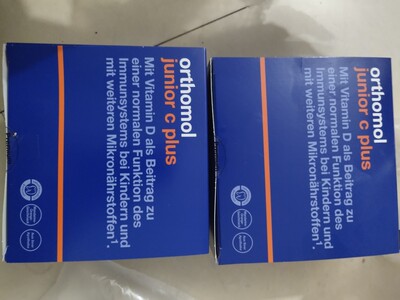 orthomol
junior c plus
Mit Vitamin D als Beitrag zu
einer normalen Funktion des
Immunsystems bei Kindern und
mit weiteren Mikronährstoffen¹.
orthomol
junior c plus
Mit Vitamin D als Beitrag zu
einer normalen Funktion des
Immunsystems bei Kindern und
mit weiteren Mikronährstoffen¹.